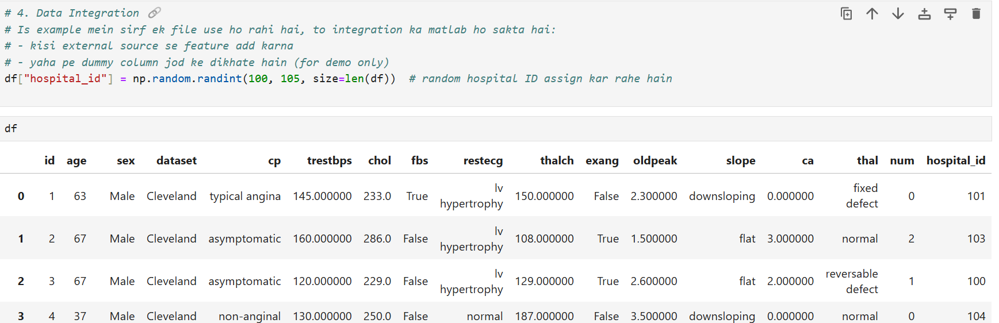 # 4. Data Integration 🔗
# Is example mein sirf ek file use ho rahi hai, to integration ka matlab ho sakta hai:
# - kisi external source se feature add karna
# - yaha pe dummy column jod ke dikhate hain (for demo only)
df["hospital_id"] = np.random.randint(100, 105, size=len(df))  # random hospital ID assign kar rahe hain
df
id age sex dataset cp trestbps chol fbs restecg thalch exang oldpeak slope ca thal num hospital_id
0 1 63 Male Cleveland typical angina 145.000000 233.0 True lv hypertrophy 150.000000 False 2.300000 downsloping 0.000000 fixed defect 0 101
1 2 67 Male Cleveland asymptomatic 160.000000 286.0 False lv hypertrophy 108.000000 True 1.500000 flat 3.000000 normal 2 103
2 3 67 Male Cleveland asymptomatic 120.000000 229.0 False lv hypertrophy 129.000000 True 2.600000 flat 2.000000 reversable defect 1 100
3 4 37 Male Cleveland non-anginal 130.000000 250.0 False normal 187.000000 False 3.500000 downsloping 0.000000 normal 0 104